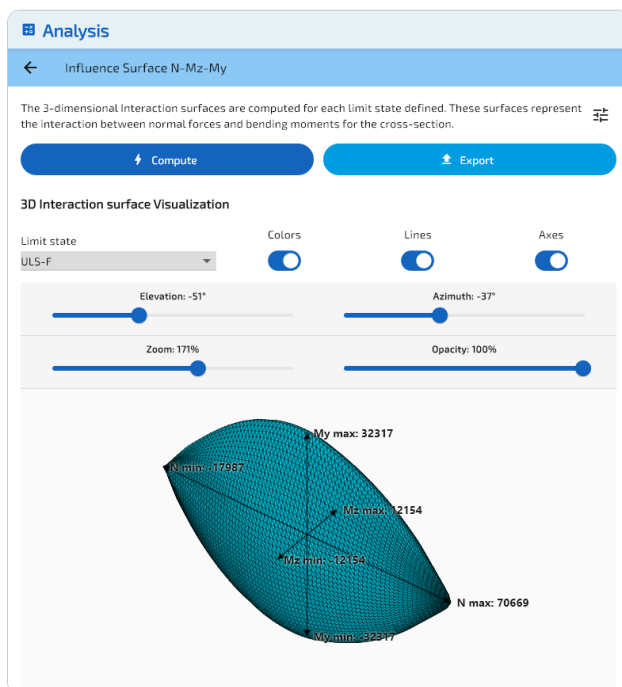 Analysis
Influence Surface N-Mz-My
The 3-dimensional Interaction surfaces are computed for each limit state defined. These surfaces represent
the interaction between normal forces and bending moments for the cross-section.
Compute
Export
3D Interaction surface Visualization
Limit state
Colors
Lines
Axes
ULS-F
Elevation: -51°
Azimuth: -37°
Zoom: 171%
Opacity: 100%
My max: 32317
N min: -17987
Mz max: 12154
Mz min: -12154
N max: 70669
My min: -32317